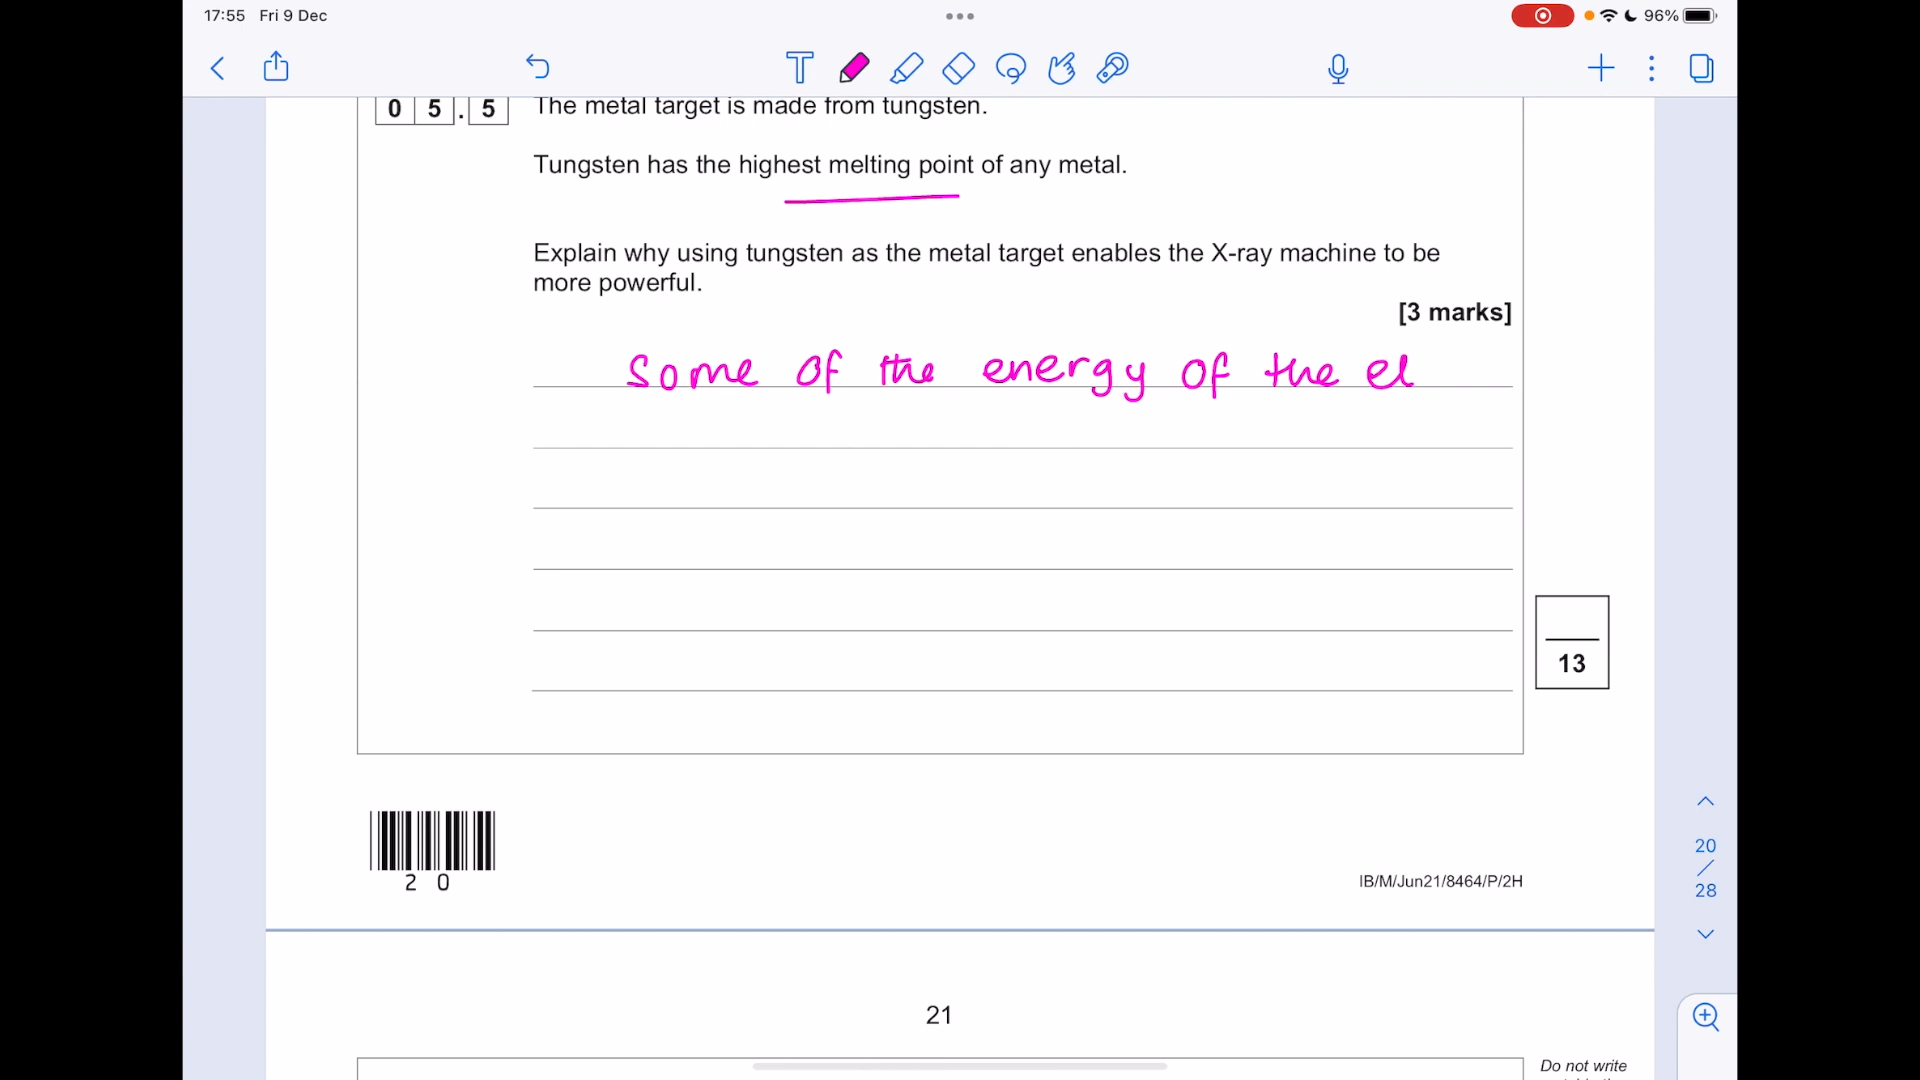 17:55 Fri 9 Dec
96%
0 5 . 5 The metal target is made from tungsten.
Tungsten has the highest melting point of any metal.
Explain why using tungsten as the metal target enables the X-ray machine to be
more powerful.
[3 marks]
Some of the energy of the el
13
20
28
2 0
IB/M/Jun21/8464/P/2H
21
Do not write